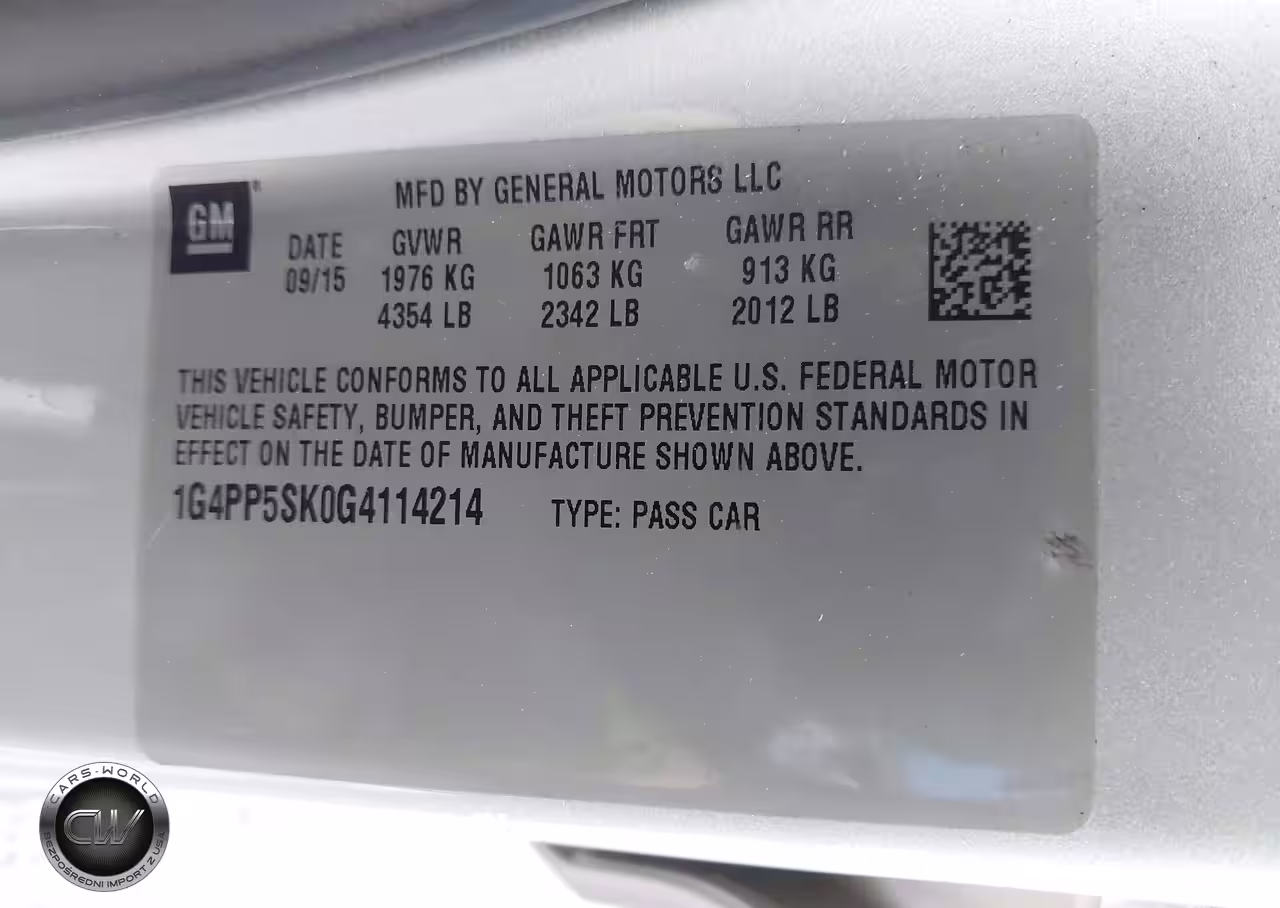 GM®
MFD BY GENERAL MOTORS LLC
DATE GVWR GAWR FRT GAWR RR
09/15 1976 KG 1063 KG 913 KG
4354 LB 2342 LB 2012 LB
THIS VEHICLE CONFORMS TO ALL APPLICABLE U.S. FEDERAL MOTOR
VEHICLE SAFETY, BUMPER, AND THEFT PREVENTION STANDARDS IN
EFFECT ON THE DATE OF MANUFACTURE SHOWN ABOVE.
1G4PP5SK0G4114214 TYPE: PASS CAR
CARS-WORLD
CW
BEZPOŚREDNI IMPORT Z USA